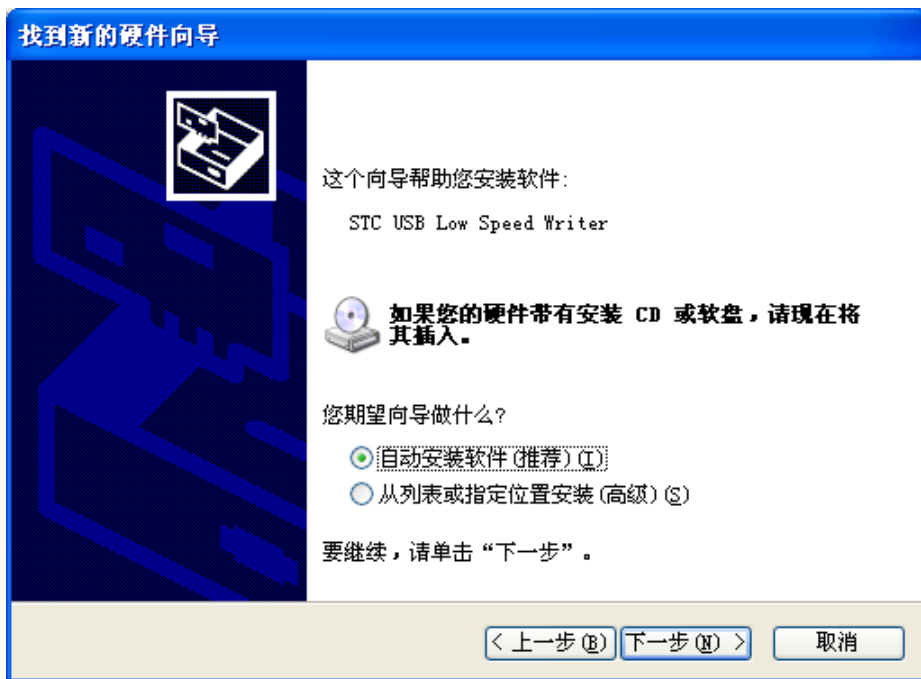 找到新的硬件向导
这个向导帮助您安装软件:
STC USB Low Speed Writer
如果您的硬件带有安装 CD 或软盘，请现在将
其插入。
您期望向导做什么?
自动安装软件(推荐)(I)
从列表或指定位置安装(高级)(S)
要继续，请单击“下一步”。
< 上一步(B) 下一步(N) > 取消